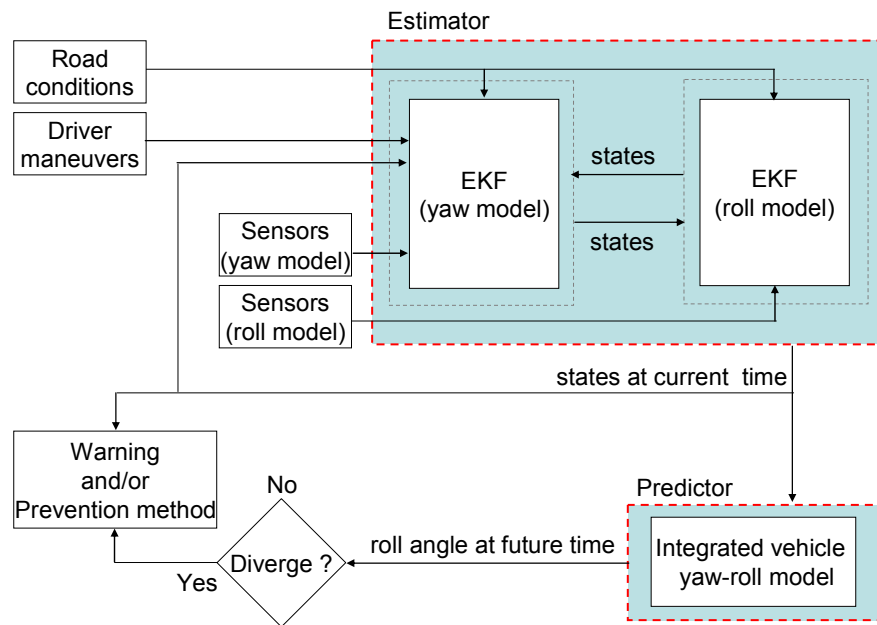 Estimator
Road
conditions
Driver
maneuvers
EKF
(yaw model)
states
states
EKF
(roll model)
Sensors
(yaw model)
Sensors
(roll model)
states at current time
Warning
and/or
Prevention method
No
Diverge ?
Yes
roll angle at future time
Predictor
Integrated vehicle
yaw-roll model